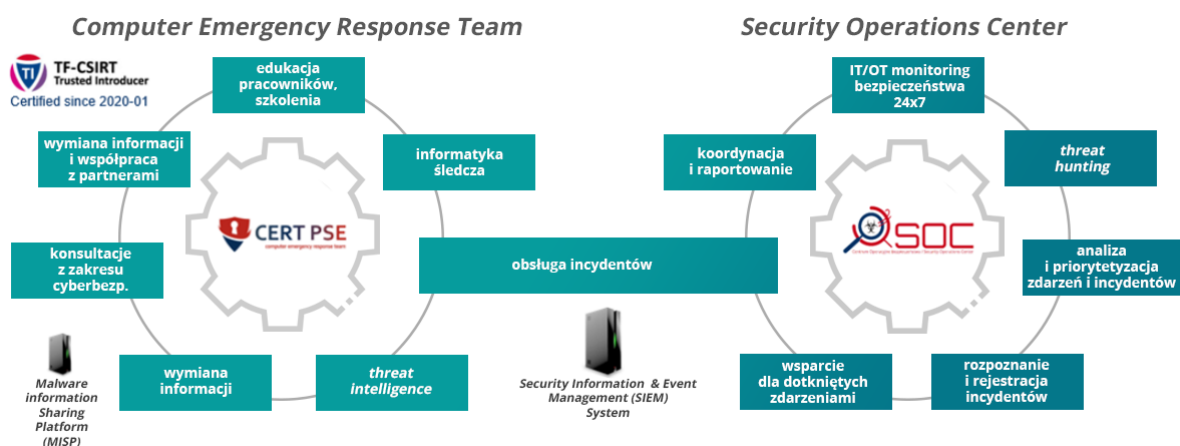 Computer Emergency Response Team
Security Operations Center
TI
TF-CSIRT
Trusted Introducer
Certified since 2020-01
edukacja
pracowników,
szkolenia
wymiana informacji
i współpraca
z partnerami
informatyka
śledcza
CERT PSE
computer emergency response team
konsultacje
z zakresu
cyberbezp.
obsługa incydentów
wymiana
informacji
threat
intelligence
Malware
information
Sharing
Platform
(MISP)
Security Information & Event
Management (SIEM)
System
IT/OT monitoring
bezpieczeństwa
24x7
koordynacja
i raportowanie
threat
hunting
SOC
analiza
i priorytetyzacja
zdarzeń i incydentów
wsparcie
dla dotkniętych
zdarzeniami
rozpoznanie
i rejestracja
incydentów